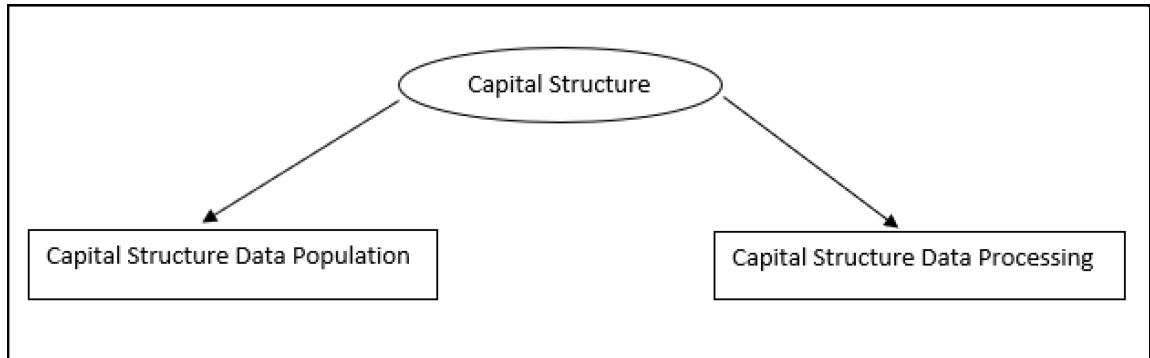 Capital Structure
Capital Structure Data Population
Capital Structure Data Processing